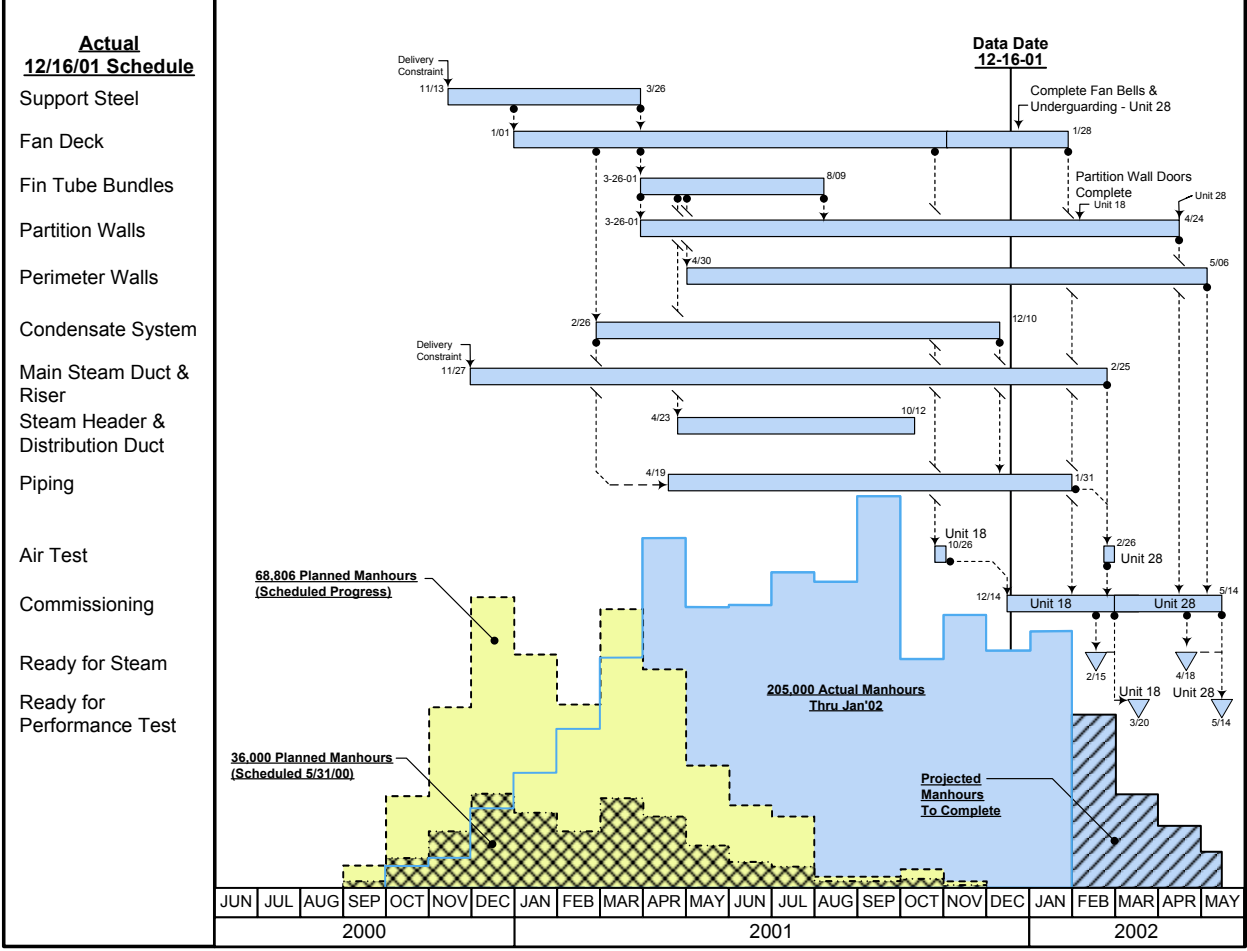 Actual
12/16/01 Schedule
Data Date
12-16-01
Delivery
Constraint
Support Steel
11/13
3/26
Complete Fan Bells &
Underguarding - Unit 28
Fan Deck
1/01
1/28
Fin Tube Bundles
3-26-01
8/09
Partition Wall Doors
Complete
Unit 18
Unit 28
Partition Walls
3-26-01
4/24
Perimeter Walls
4/30
5/06
Condensate System
2/26
12/10
Delivery
Constraint
Main Steam Duct &
Riser
11/27
2/25
Steam Header &
Distribution Duct
4/23
10/12
Piping
4/19
1/31
Air Test
Unit 18
10/26
2/26
Unit 28
Commissioning
12/14
Unit 18
Unit 28
5/14
Ready for Steam
2/15
4/18
Ready for
Performance Test
Unit 18
3/20
Unit 28
5/14
68,806 Planned Manhours
(Scheduled Progress)
205,000 Actual Manhours
Thru Jan'02
36,000 Planned Manhours
(Scheduled 5/31/00)
Projected
Manhours
To Complete
JUN JUL AUG SEP OCT NOV DEC JAN FEB MAR APR MAY JUN JUL AUG SEP OCT NOV DEC JAN FEB MAR APR MAY
2000 2001 2002